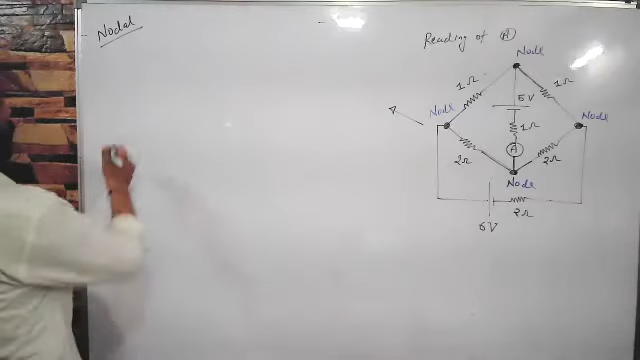 Nodal
Reading of A
Node
1Ω
1Ω
5V
Node
Node
1Ω
A
2Ω
2Ω
Node
2Ω
6V